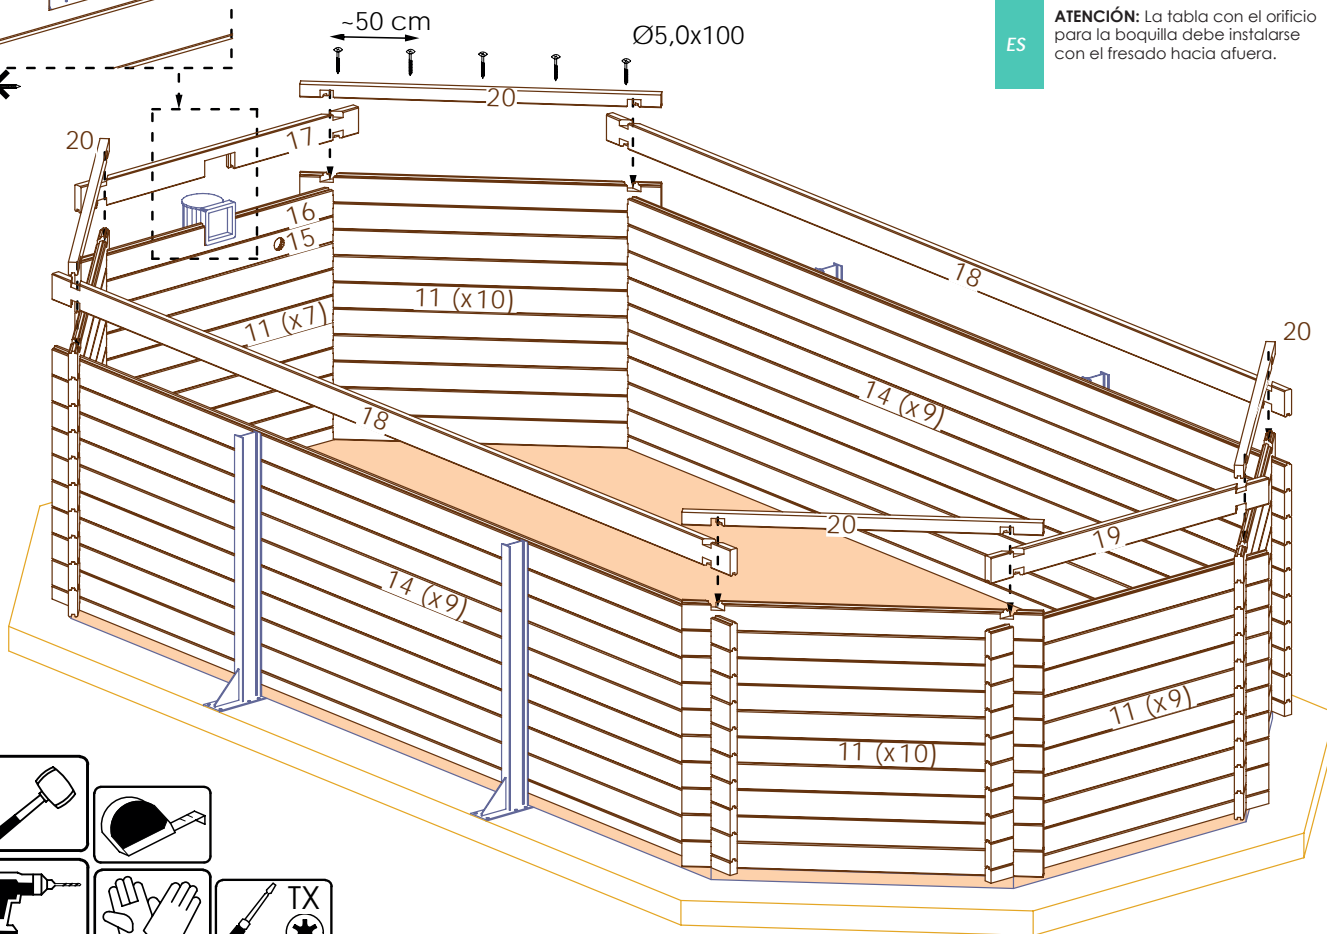 ~50 cm
Ø5,0x100
ES
ATENCIÓN: La tabla con el orificio
para la boquilla debe instalarse
con el fresado hacia afuera.
20
20
17
16
15
18
11 (x7)
11 (x10)
20
14 (x9)
18
20
19
14 (x9)
11 (x9)
11 (x10)
TX